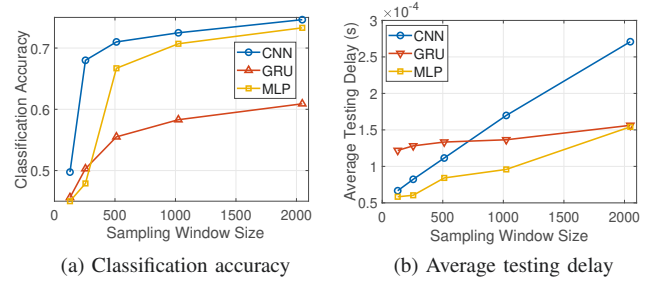 0.7
0.6
0.5
Classification Accuracy
CNN
GRU
MLP
0 500 1000 1500 2000
Sampling Window Size
(a) Classification accuracy
×10⁻⁴
3
2.5
2
1.5
1
0.5
Average Testing Delay (s)
CNN
GRU
MLP
0 500 1000 1500 2000
Sampling Window Size
(b) Average testing delay